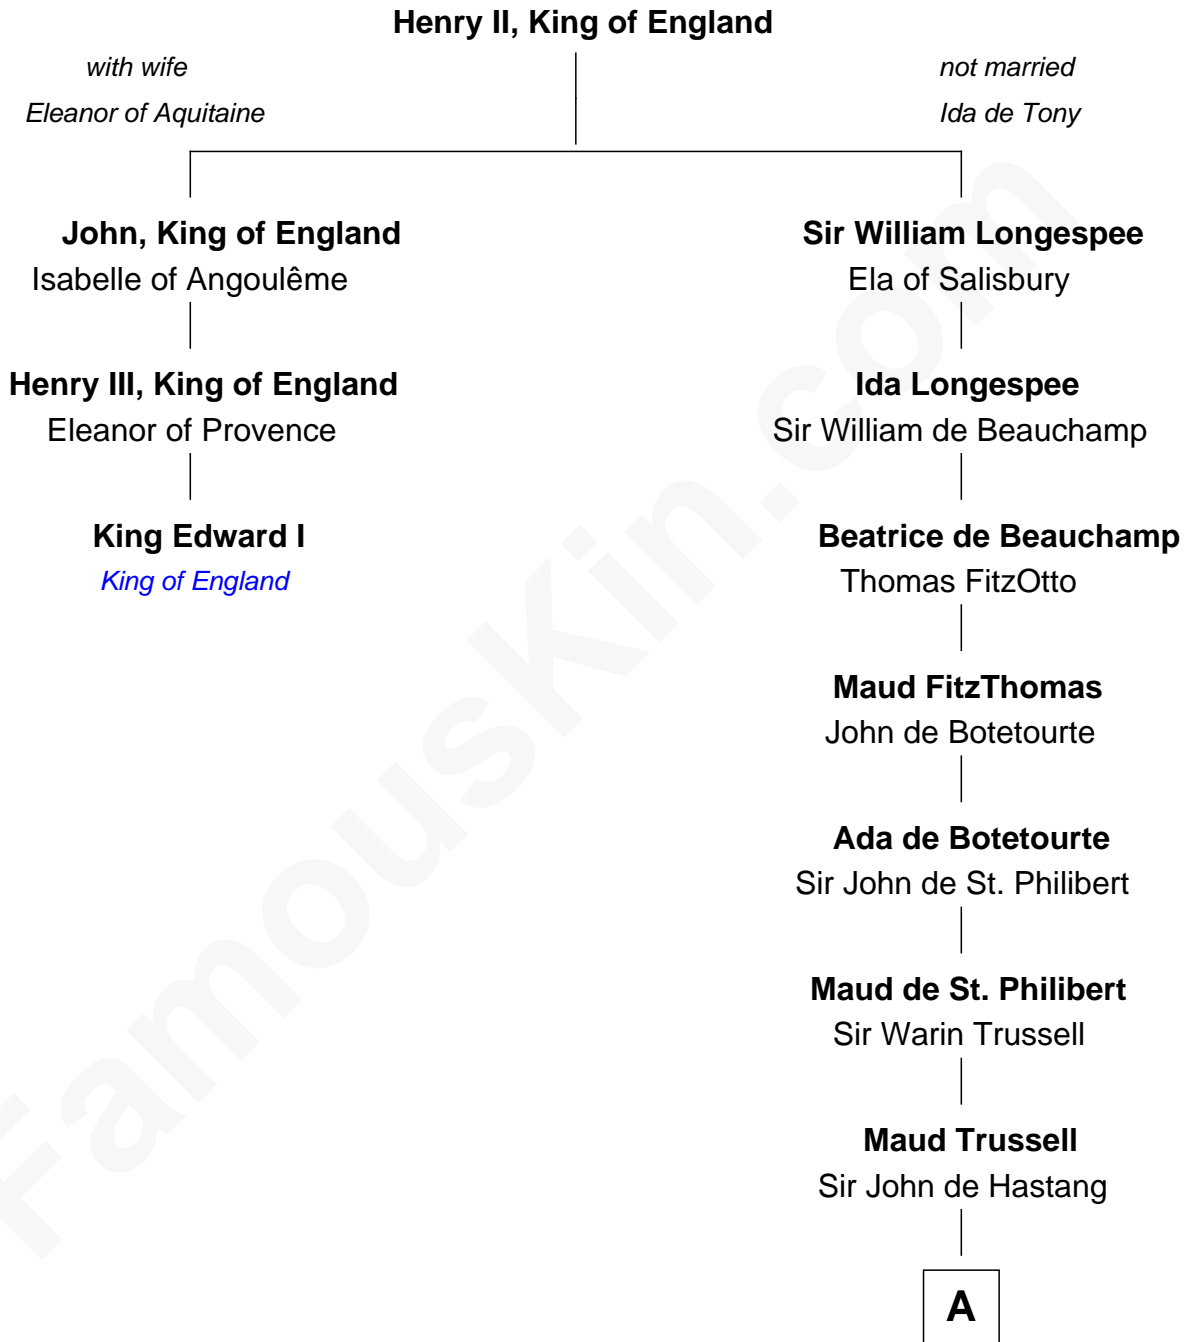 Henry II, King of England
with wife
not married
Eleanor of Aquitaine
Ida de Tony
John, King of England
Sir William Longespee
Isabelle of Angoulême
Ela of Salisbury
Henry III, King of England
Ida Longespee
Eleanor of Provence
Sir William de Beauchamp
King Edward I
Beatrice de Beauchamp
King of England
Thomas FitzOtto
Maud FitzThomas
John de Botetourte
Ada de Botetourte
Sir John de St. Philibert
Maud de St. Philibert
Sir Warin Trussell
Maud Trussell
Sir John de Hastang
A
FamousKin.com